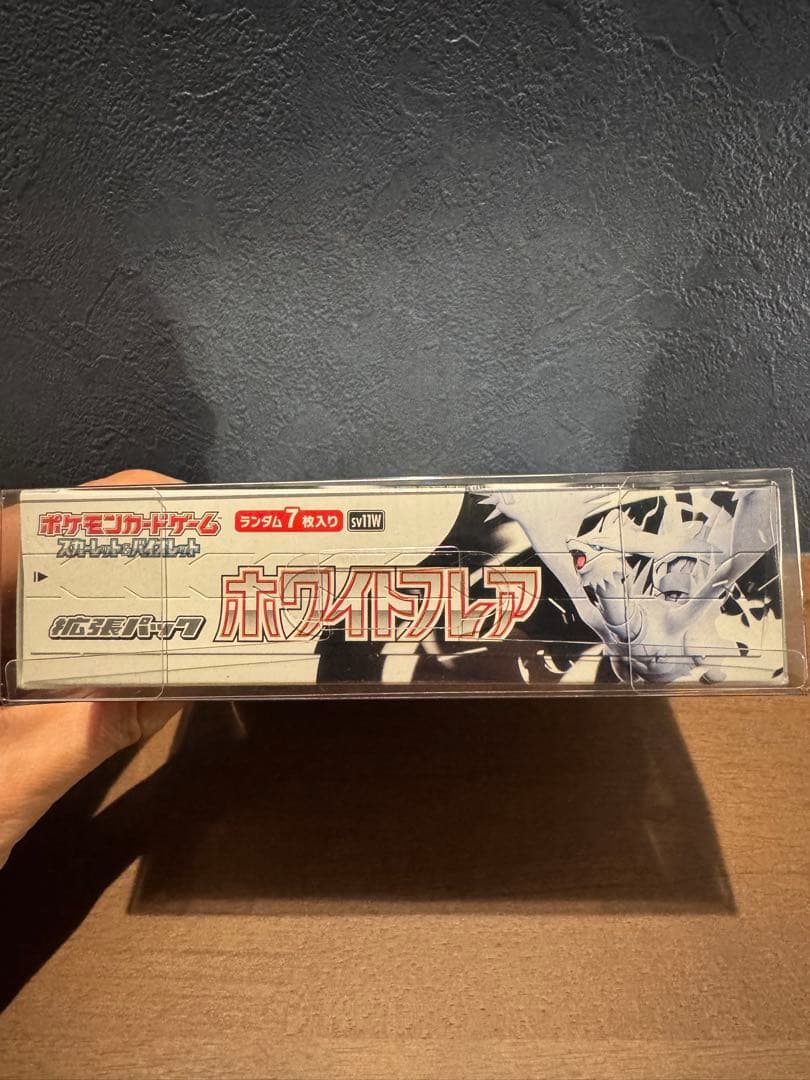 ポケモンカードゲーム
スカーレット&バイオレット
ランダム7枚入り
sv11W
拡張パック
ホワイトフレア